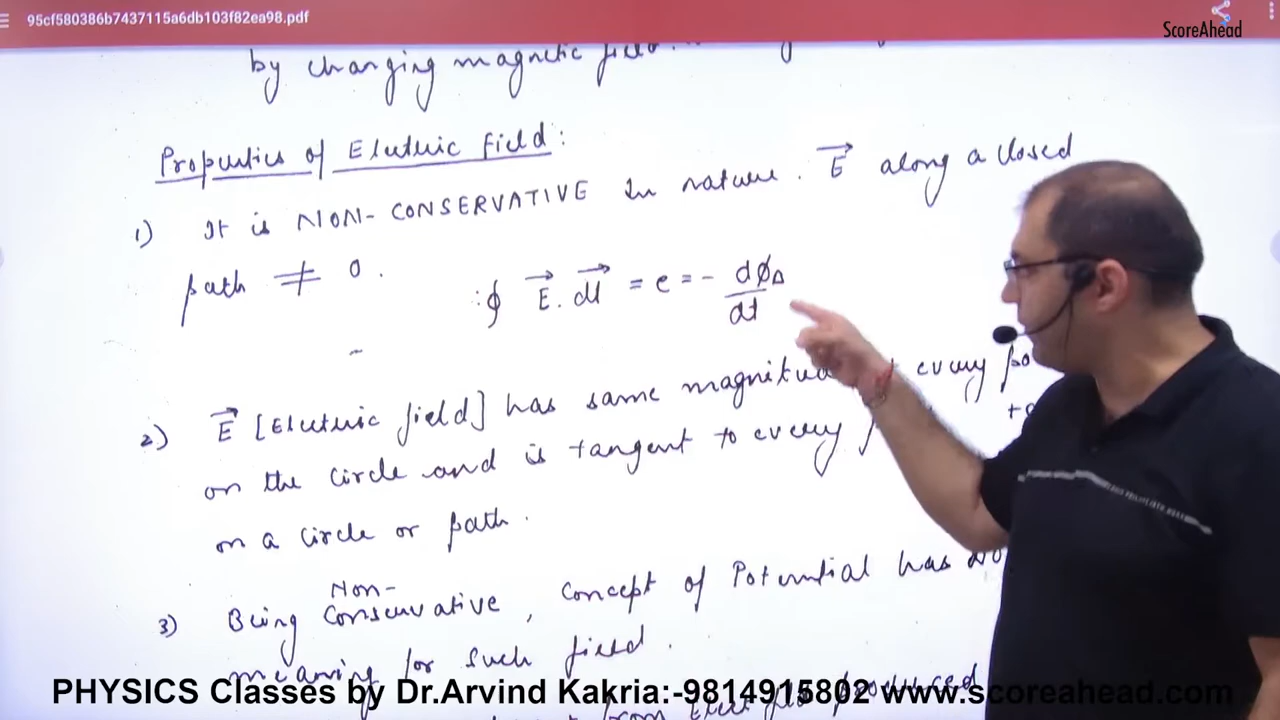 95cf580386b7437115a6db103f82ea98.pdf
ScoreAhead
by changing magnetic field.
Properties of Electric field:
1) It is NON-CONSERVATIVE in nature. E⃗ along a closed
path ≠ 0.
∴ ∮ E⃗. dl⃗ = e = - dϕ_B/dt
2) E⃗ [Electric field] has same magnitud every
on the circle and is tangent to every
on a circle or path.
Non-
3) Being Conservative, concept of Potential has no
meaning for such field.
PHYSICS Classes by Dr.Arvind Kakria:-9814915802 www.scoreahead.com